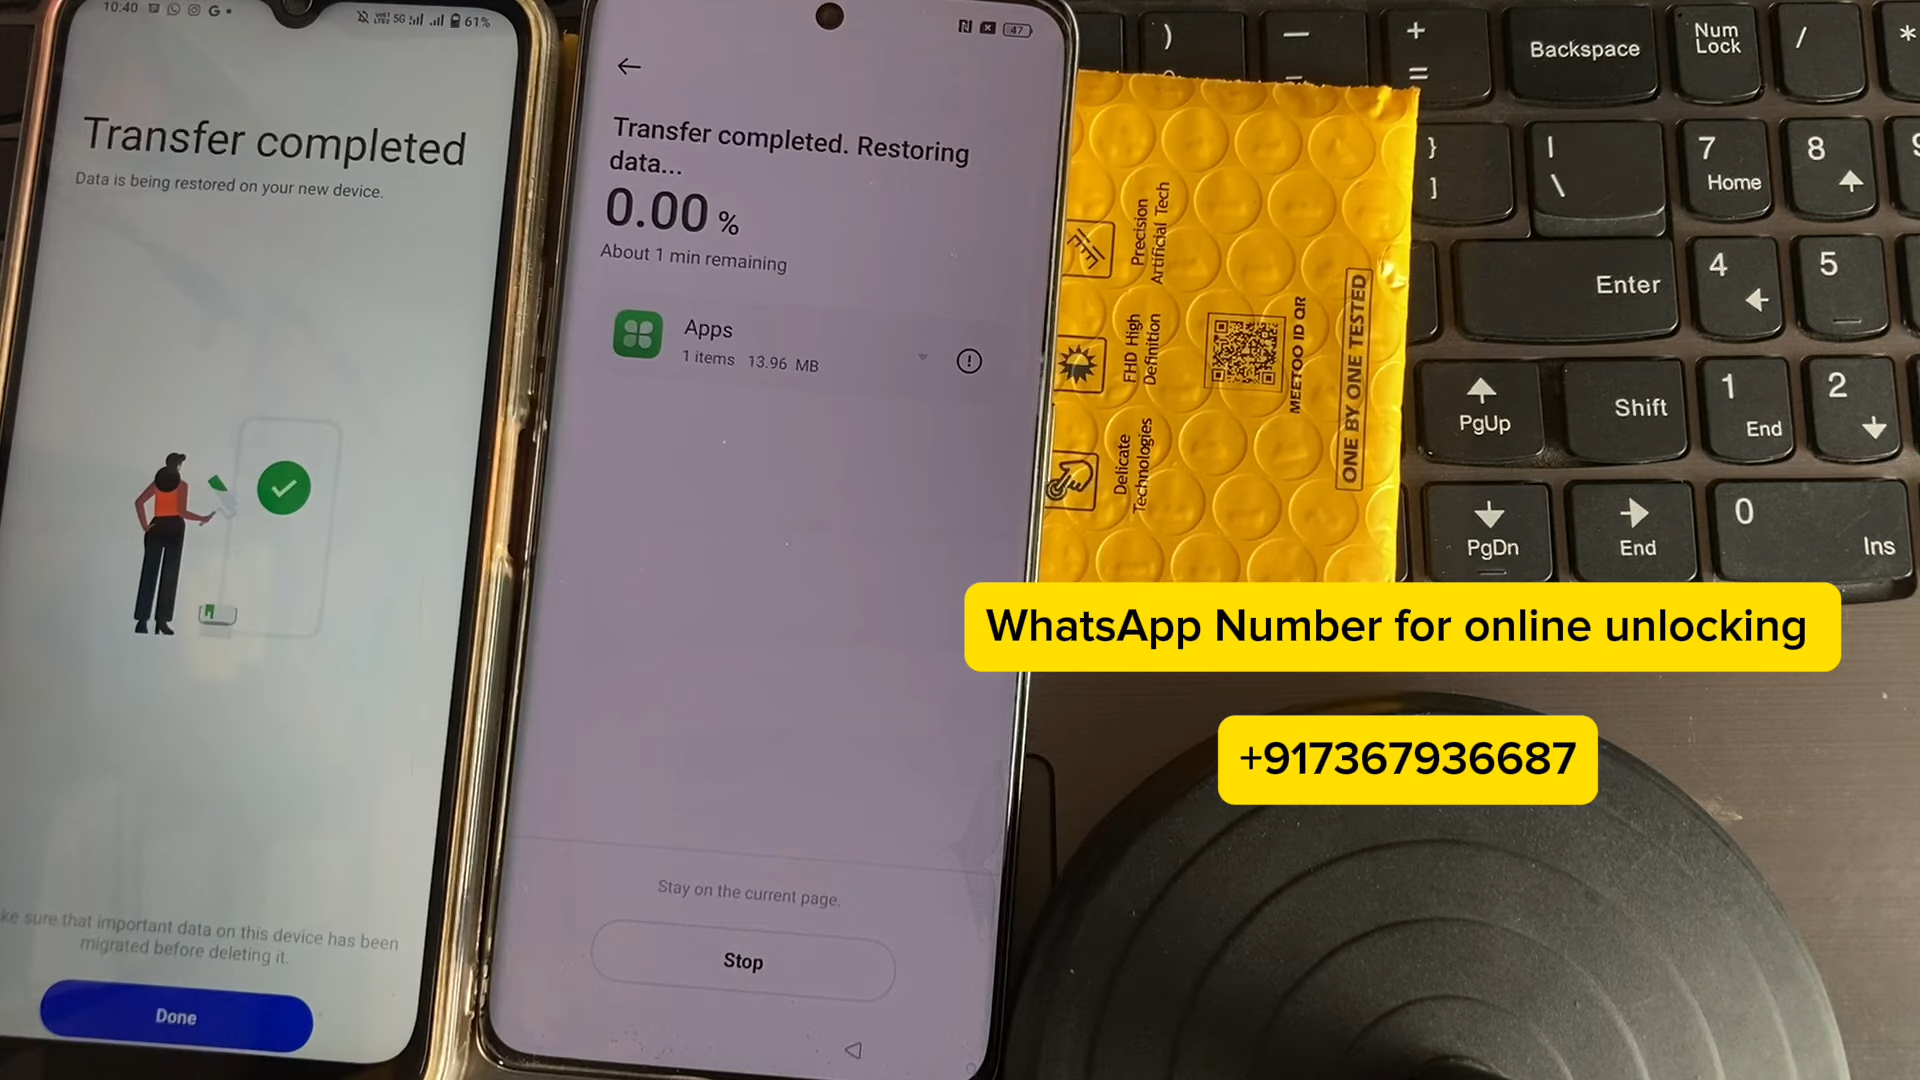 10:40
5G 61%
Transfer completed
Data is being restored on your new device.
ke sure that important data on this device has been
migrated before deleting it.
Done
47
Transfer completed. Restoring
data...
0.00 %
About 1 min remaining
Apps
1 items 13.96 MB
Stay on the current page.
Stop
Precision
Artificial Tech
FHD High
Definition
Delicate
Technologies
MEETOO ID QR
ONE BY ONE TESTED
)
+
=
Backspace
Num
Lock
/
*
}
]
|
\
7
Home
8
Enter
4
5
PgUp
Shift
1
End
2
PgDn
End
0
Ins
WhatsApp Number for online unlocking
+917367936687